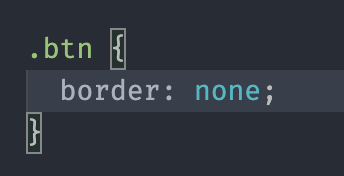 .btn {
  border: none;
}